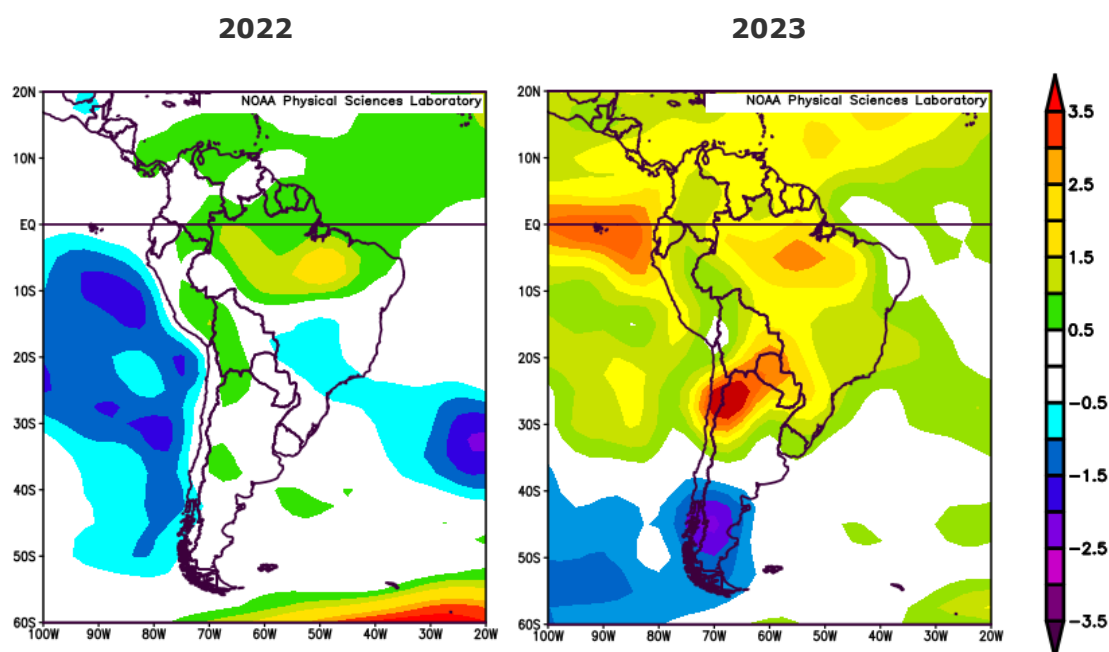 2022 2023
20N NOAA Physical Sciences Laboratory 20N NOAA Physical Sciences Laboratory
3.5
10N 10N
2.5
EQ EQ
1.5
10S 10S
0.5
20S 20S
-0.5
30S 30S
-1.5
40S 40S
-2.5
50S 50S
-3.5
60S 60S
100W 90W 80W 70W 60W 50W 40W 30W 20W 100W 90W 80W 70W 60W 50W 40W 30W 20W